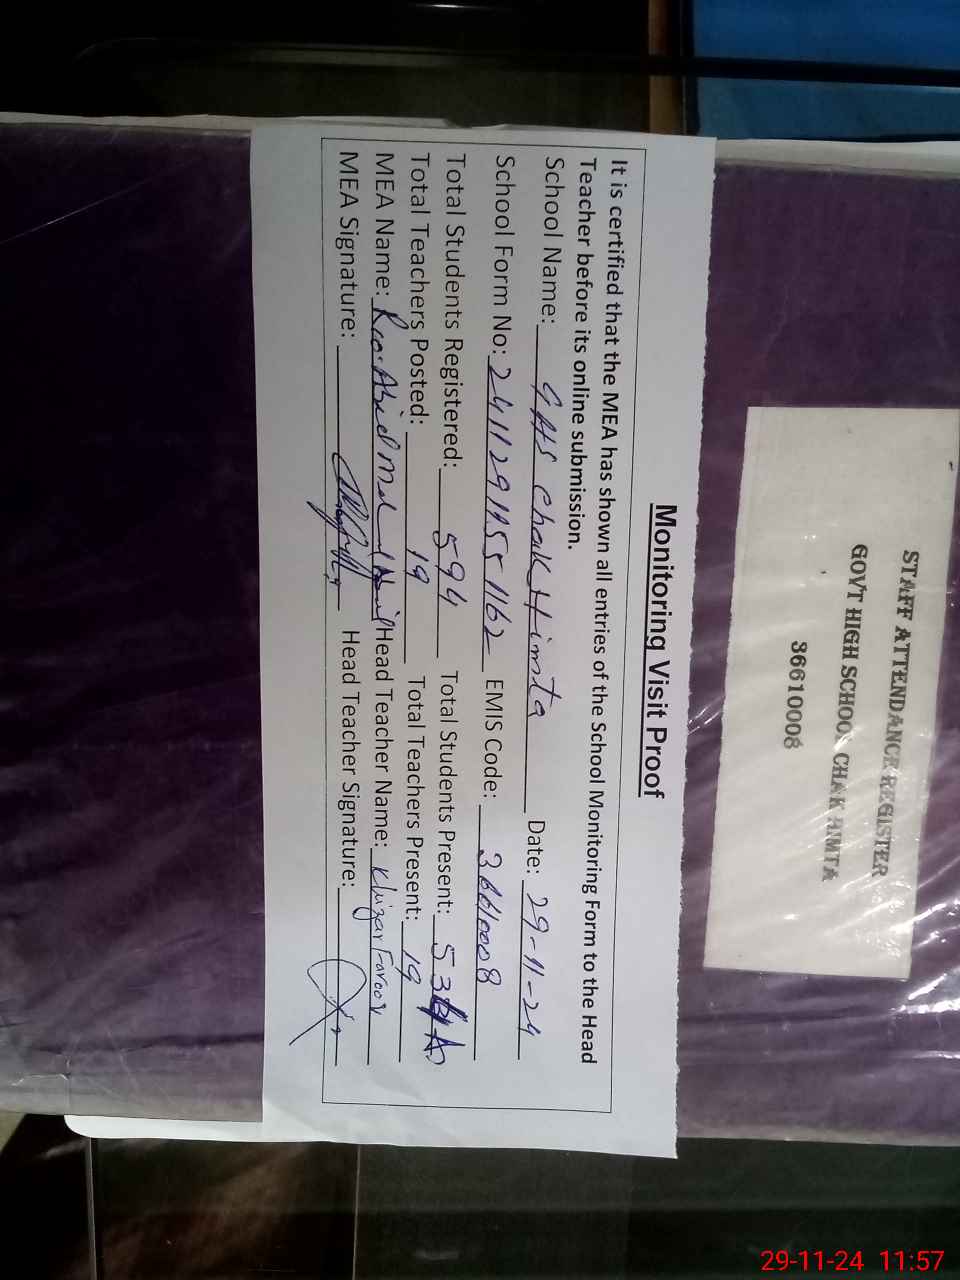 STAFF ATTENDANCE REGISTER
GOVT HIGH SCHOOL CHAK HIMTA
36610008
Monitoring Visit Proof
It is certified that the MEA has shown all entries of the School Monitoring Form to the Head
Teacher before its online submission.
School Name: GHS Chak Himta Date: 29-11-24
School Form No: EMIS Code: 36610008
Total Students Registered: 594 Total Students Present:
Total Teachers Posted: 19 Total Teachers Present: 19
MEA Name: Rao Abid Head Teacher Name: Khizar Farooq
MEA Signature: Head Teacher Signature:
29-11-24 11:57